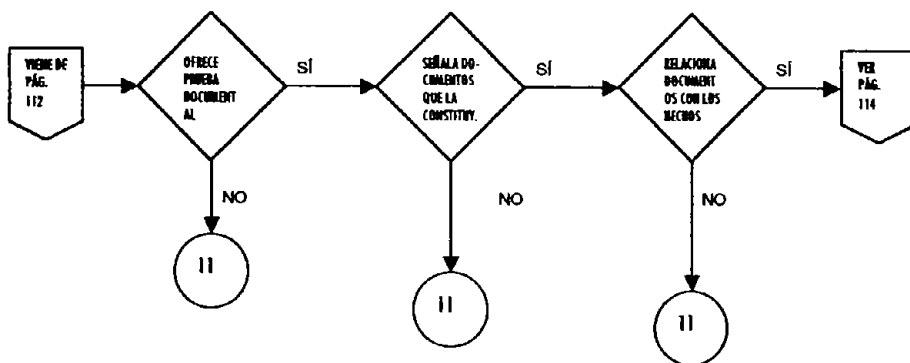 VIENE DE
PÁG.
112
OFRECE
PRUEBA
DOCUMENT
AL
SÍ
NO
11
SEÑALA DO-
CUMENTOS
QUE LA
CONSTITUY.
SÍ
NO
11
RELACIONA
DOCUMENT
OS CON LOS
HECHOS
SÍ
NO
11
VER
PÁG.
114